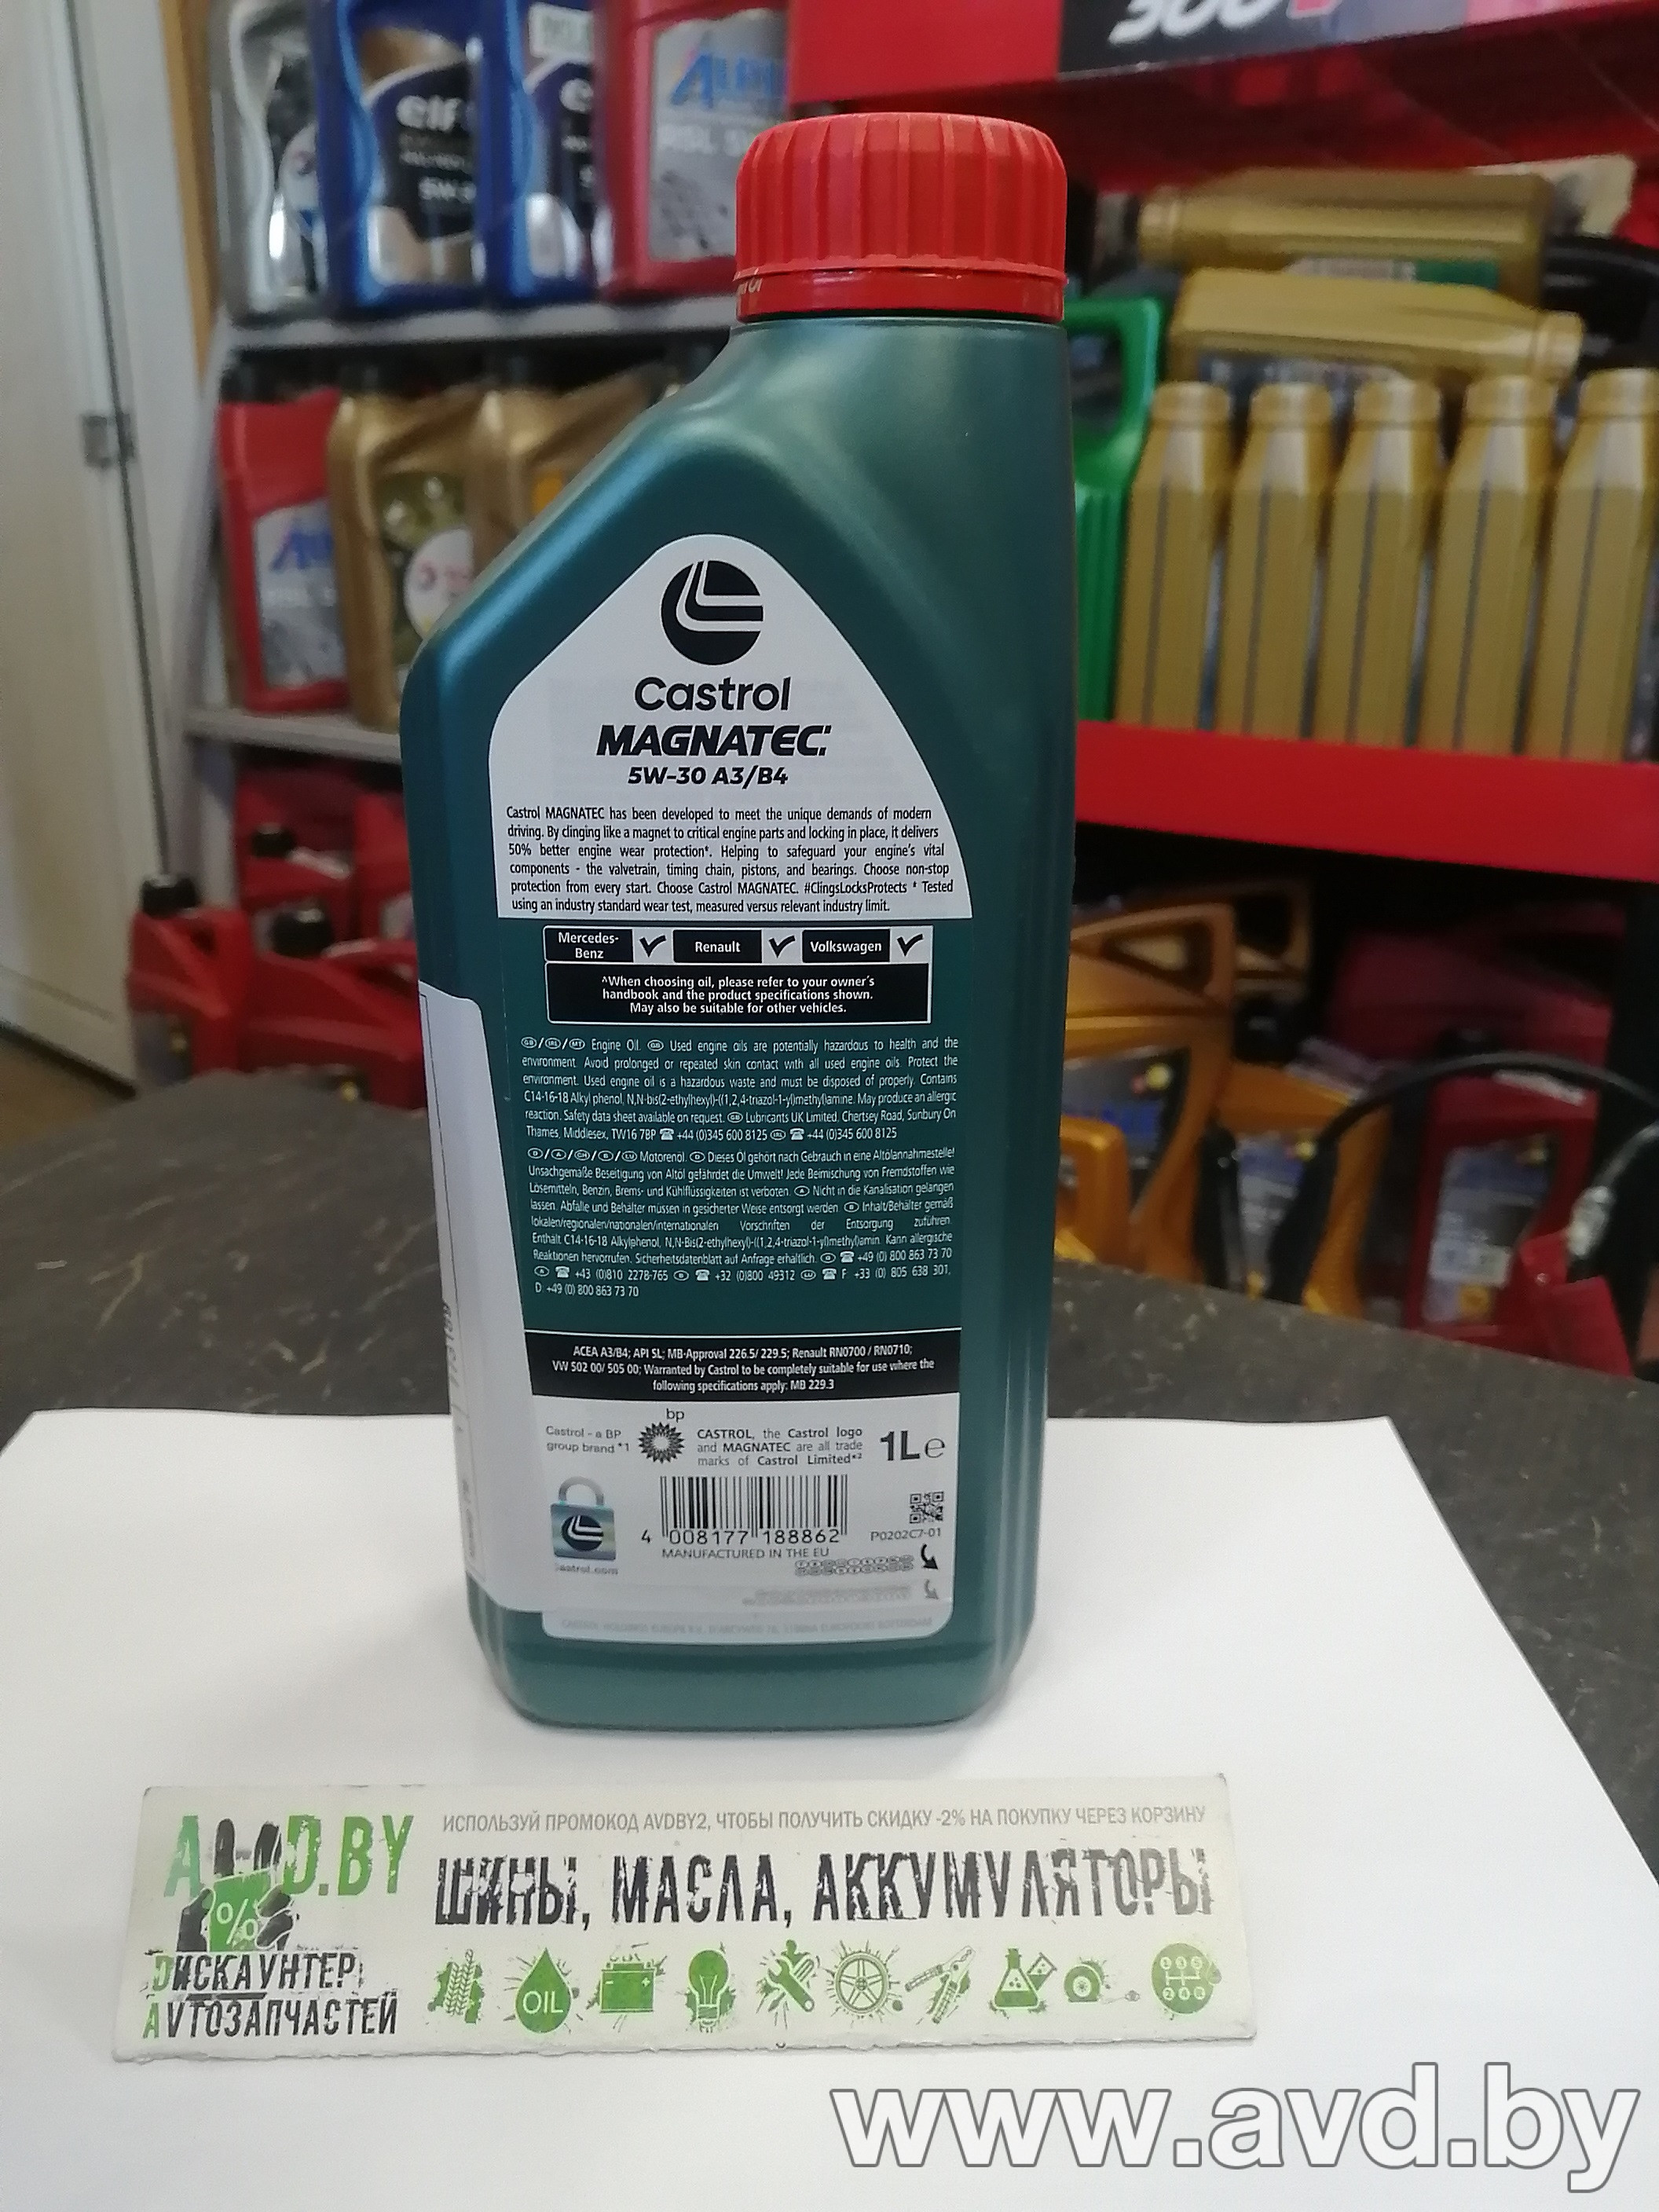 elf
Castrol
MAGNATEC
5W-30 A3/B4
Castrol MAGNATEC has been developed to meet the unique demands of modern
driving. By clinging like a magnet to critical engine parts and locking in place, it delivers
50% better engine wear protection*. Helping to safeguard your engine's vital
components - the valvetrain, timing chain, pistons, and bearings. Choose non-stop
protection from every start. Choose Castrol MAGNATEC. #ClingsLocksProtects * Tested
using an industry standard wear test, measured versus relevant industry limit.
Mercedes-
Benz
Renault
Volkswagen
^When choosing oil, please refer to your owner's
handbook and the product specifications shown.
May also be suitable for other vehicles.
GB/IRL/MT Engine Oil. GB Used engine oils are potentially hazardous to health and the
environment. Avoid prolonged or repeated skin contact with all used engine oils. Protect the
environment. Used engine oil is a hazardous waste and must be disposed of properly. Contains
C14-16-18 Alkyl phenol, N,N-bis(2-ethylhexyl)-((1,2,4-triazol-1-yl)methyl)amine. May produce an allergic
reaction. Safety data sheet available on request. GB Lubricants UK Limited, Chertsey Road, Sunbury On
Thames, Middlesex, TW16 7BP ☎ +44 (0)345 600 8125 IRL ☎ +44 (0)345 600 8125
D/A/CH/B/LU Motorenöl. D Dieses Öl gehört nach Gebrauch in eine Altölannahmestelle!
Unsachgemäße Beseitigung von Altöl gefährdet die Umwelt! Jede Beimischung von Fremdstoffen wie
Lösemitteln, Benzin, Brems- und Kühlflüssigkeiten ist verboten. A Nicht in die Kanalisation gelangen
lassen. Abfälle und Behälter müssen in gesicherter Weise entsorgt werden B Inhalt/Behälter gemäß
lokalen/regionalen/nationalen/internationalen Vorschriften der Entsorgung zuführen.
Enthält C14-16-18 Alkylphenol, N,N-Bis(2-ethylhexyl)-((1,2,4-triazol-1-yl)methyl)amin. Kann allergische
Reaktionen hervorrufen. Sicherheitsdatenblatt auf Anfrage erhältlich. D ☎ +49 (0) 800 863 73 70
A ☎ +43 (0)810 2278-765 B ☎ +32 (0)800 49312 LU ☎ F +33 (0) 805 638 301,
D: +49 (0) 800 863 73 70
ACEA A3/B4; API SL; MB-Approval 226.5/ 229.5; Renault RN0700 / RN0710;
VW 502 00/ 505 00; Warranted by Castrol to be completely suitable for use where the
following specifications apply: MB 229.3
bp
Castrol - a BP
group brand *1
CASTROL, the Castrol logo
and MAGNATEC are all trade
marks of Castrol Limited*2
1L e
4 008177 188862
P0202C7-01
MANUFACTURED IN THE EU
castrol.com
AVD.BY
ИСПОЛЬЗУЙ ПРОМОКОД AVDBY2, ЧТОБЫ ПОЛУЧИТЬ СКИДКУ -2% НА ПОКУПКУ ЧЕРЕЗ КОРЗИНУ
ШИНЫ, МАСЛА, АККУМУЛЯТОРЫ
%
DИСКАУНТЕР
AVТОЗАПЧАСТЕЙ
OIL
www.avd.by